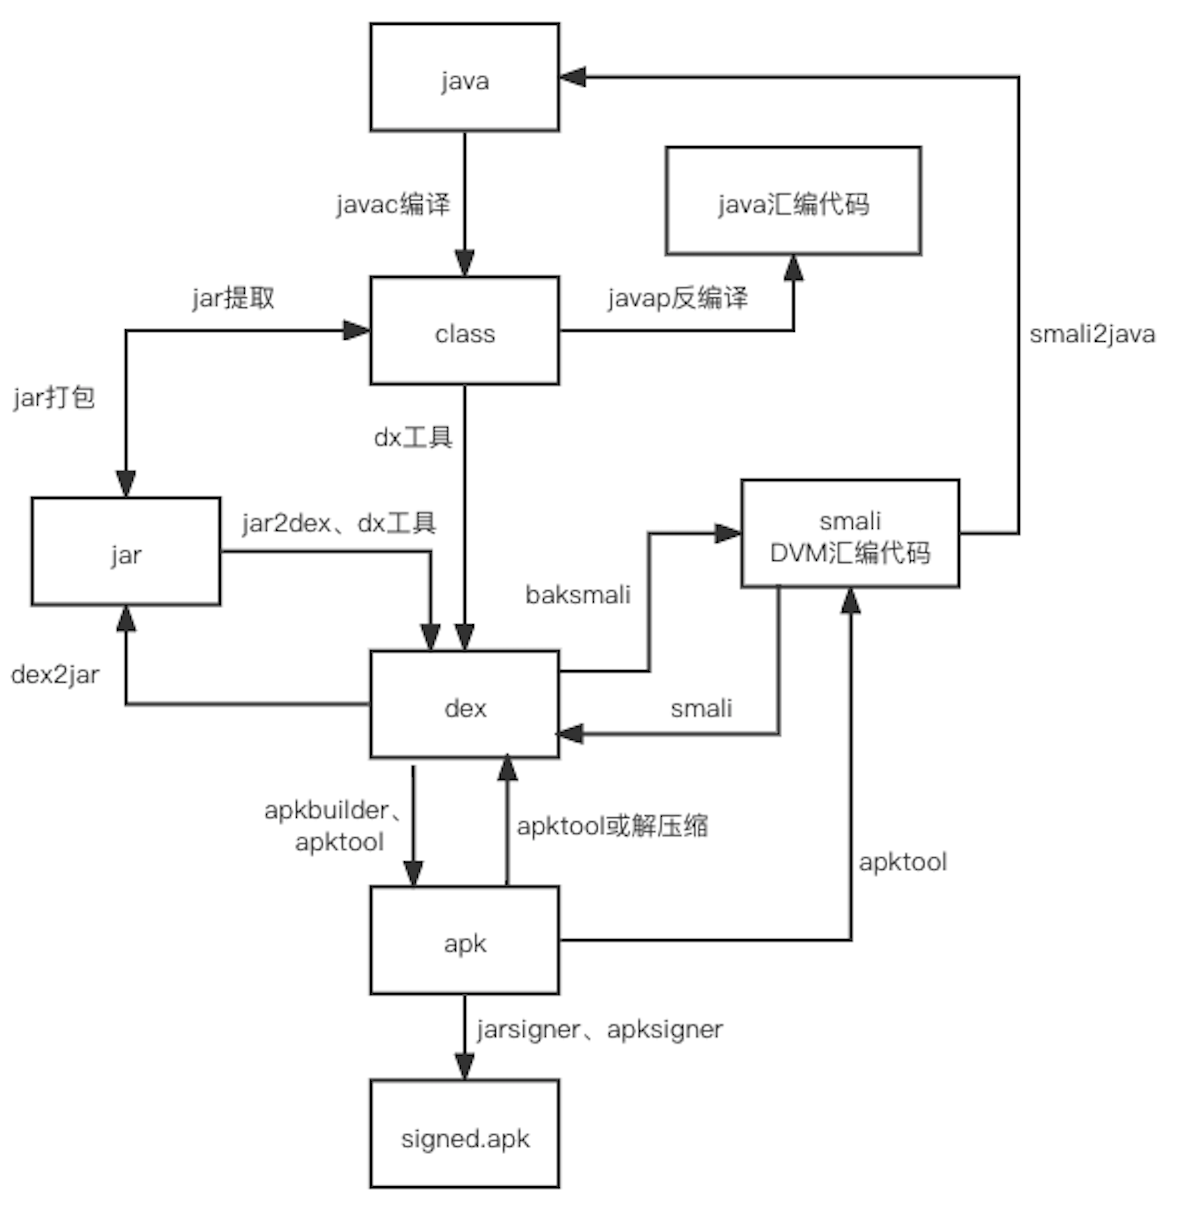 java
java汇编代码
javac编译
jar提取
javap反编译
class
smali2java
jar打包
dx工具
jar2dex、dx工具
smali
DVM汇编代码
jar
baksmali
dex2jar
dex
smali
apkbuilder、
apktool
apktool或解压缩
apktool
apk
jarsigner、apksigner
signed.apk